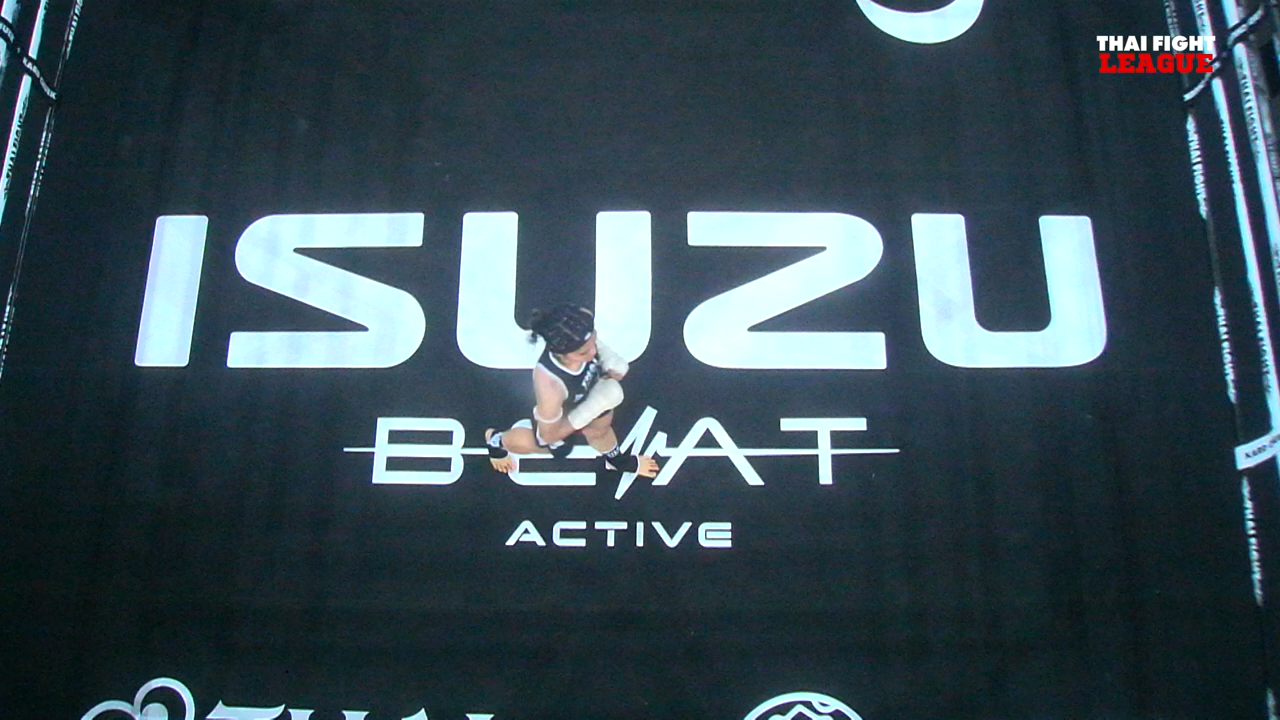 THAI FIGHT
LEAGUE
ISUZU
BEAT
ACTIVE